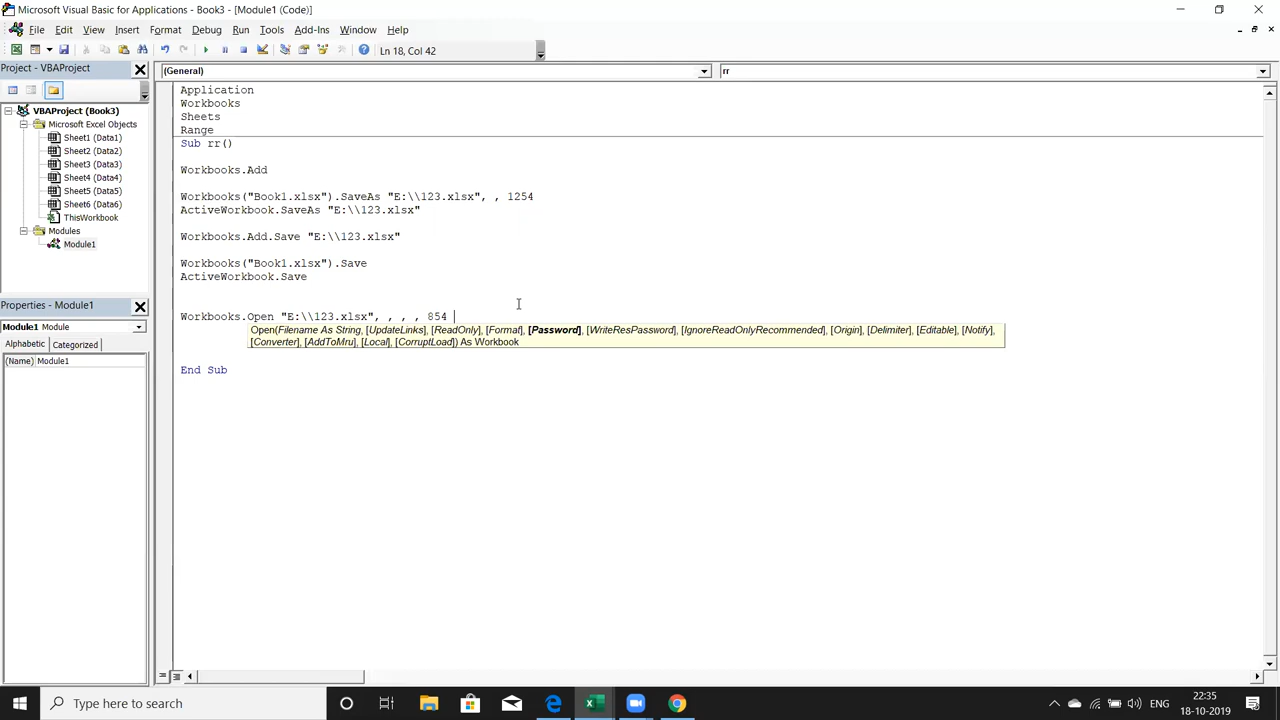 Microsoft Visual Basic for Applications - Book3 - [Module1 (Code)]
File Edit View Insert Format Debug Run Tools Add-Ins Window Help
Ln 18, Col 42
Project - VBAProject
(General)
rr
VBAProject (Book3)
Microsoft Excel Objects
Sheet1 (Data1)
Sheet2 (Data2)
Sheet3 (Data3)
Sheet4 (Data4)
Sheet5 (Data5)
Sheet6 (Data6)
ThisWorkbook
Modules
Module1
Properties - Module1
Module1 Module
Alphabetic Categorized
(Name) Module1
Application
Workbooks
Sheets
Range
Sub rr()
Workbooks.Add
Workbooks("Book1.xlsx").SaveAs "E:\\123.xlsx", , 1254
ActiveWorkbook.SaveAs "E:\\123.xlsx"
Workbooks.Add.Save "E:\\123.xlsx"
Workbooks("Book1.xlsx").Save
ActiveWorkbook.Save
Workbooks.Open "E:\\123.xlsx", , , , 854
Open(Filename As String, [UpdateLinks], [ReadOnly], [Format], [Password], [WriteResPassword], [IgnoreReadOnlyRecommended], [Origin], [Delimiter], [Editable], [Notify],
[Converter], [AddToMru], [Local], [CorruptLoad]) As Workbook
End Sub
Type here to search
ENG
22:35
18-10-2019